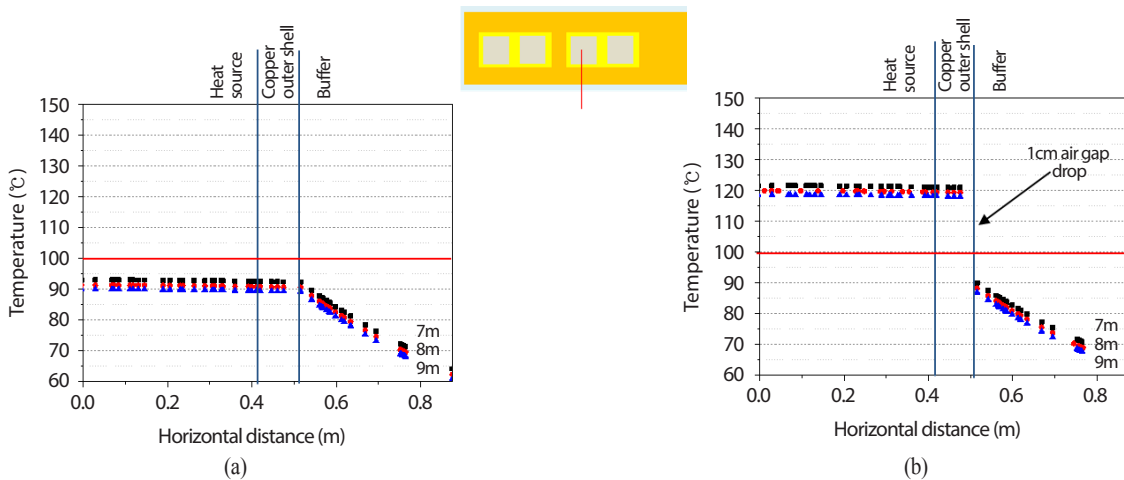 Heat
source
Copper
outer shell
Buffer
150
140
130
120
110
100
90
80
70
60
Temperature (℃)
7m
8m
9m
0.0
0.2
0.4
0.6
0.8
Horizontal distance (m)
(a)
Heat
source
Copper
outer shell
Buffer
150
140
130
120
110
100
90
80
70
60
Temperature (℃)
1cm air gap
drop
7m
8m
9m
0.0
0.2
0.4
0.6
0.8
Horizontal distance (m)
(b)